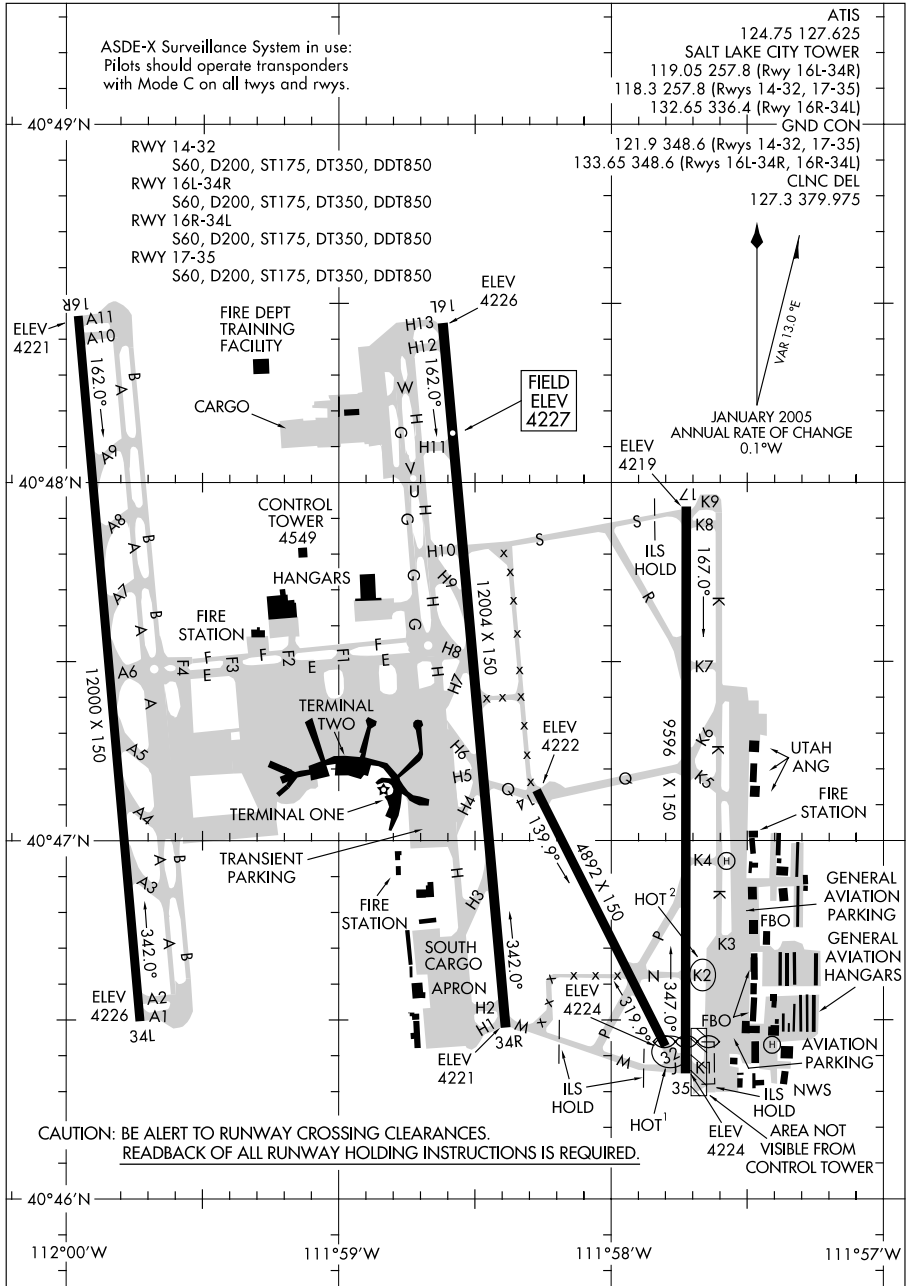 ATIS
124.75 127.625
SALT LAKE CITY TOWER
119.05 257.8 (Rwy 16L-34R)
118.3 257.8 (Rwys 14-32, 17-35)
132.65 336.4 (Rwy 16R-34L)
GND CON
121.9 348.6 (Rwys 14-32, 17-35)
133.65 348.6 (Rwys 16L-34R, 16R-34L)
CLNC DEL
127.3 379.975
ASDE-X Surveillance System in use:
Pilots should operate transponders
with Mode C on all twys and rwys.
40°49'N
RWY 14-32
S60, D200, ST175, DT350, DDT850
RWY 16L-34R
S60, D200, ST175, DT350, DDT850
RWY 16R-34L
S60, D200, ST175, DT350, DDT850
RWY 17-35
S60, D200, ST175, DT350, DDT850
VAR 13.0°E
JANUARY 2005
ANNUAL RATE OF CHANGE
0.1°W
16R
ELEV
4221
A11
A10
162.0°
B
A
A9
A8
B
A
A7
B
A
A6
A
12000 X 150
A5
A4
B
A
A3
B
A
342.0°
A2
A1
ELEV
4226
34L
FIRE DEPT
TRAINING
FACILITY
CARGO
16L
ELEV
4226
H13
H12
162.0°
W
H
G
H11
V
U
H
G
FIELD
ELEV
4227
CONTROL
TOWER
4549
HANGARS
FIRE
STATION
H10
H9
G
H
G
H8
H
H7
12004 X 150
F4
F
E
F3
F
F2
E
F1
F
E
TERMINAL
TWO
TERMINAL ONE
TRANSIENT
PARKING
H6
H5
H4
H
H3
FIRE
STATION
SOUTH
CARGO
APRON
342.0°
H2
H1
W
34R
ELEV
4221
ELEV
4219
17
K9
K8
S
S
ILS
HOLD
167.0°
R
K
K
K7
9596 X 150
ELEV
4222
Q
14
Q
139.9°
4892 X 150
K6
K
K5
K4
H
K
HOT 2
P
K3
K2
N
347.0°
x x x x x x x x x x x x x x x x
ELEV
4224
319.9°
P
W
32
K1
35
ILS
HOLD
HOT 1
ILS
HOLD
ELEV
4224
AREA NOT
VISIBLE FROM
CONTROL TOWER
UTAH
ANG
FIRE
STATION
GENERAL
AVIATION
PARKING
FBO
GENERAL
AVIATION
HANGARS
FBO
H
AVIATION
PARKING
NWS
40°48'N
40°47'N
CAUTION: BE ALERT TO RUNWAY CROSSING CLEARANCES.
READBACK OF ALL RUNWAY HOLDING INSTRUCTIONS IS REQUIRED.
40°46'N
112°00'W
111°59'W
111°58'W
111°57'W